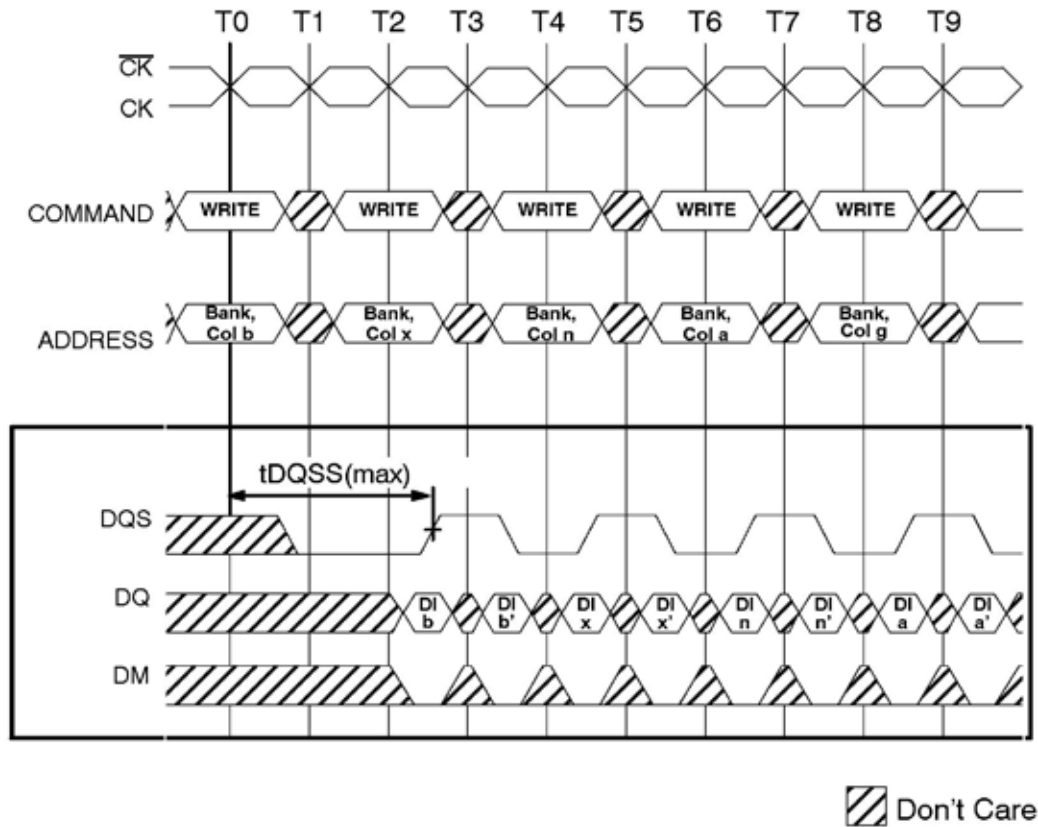 T0 T1 T2 T3 T4 T5 T6 T7 T8 T9
CK
CK
COMMAND WRITE WRITE WRITE WRITE WRITE
ADDRESS Bank, Col b Bank, Col x Bank, Col n Bank, Col a Bank, Col g
tDQSS(max)
DQS
DQ DI b DI b' DI x DI x' DI n DI n' DI a DI a'
DM
Don't Care